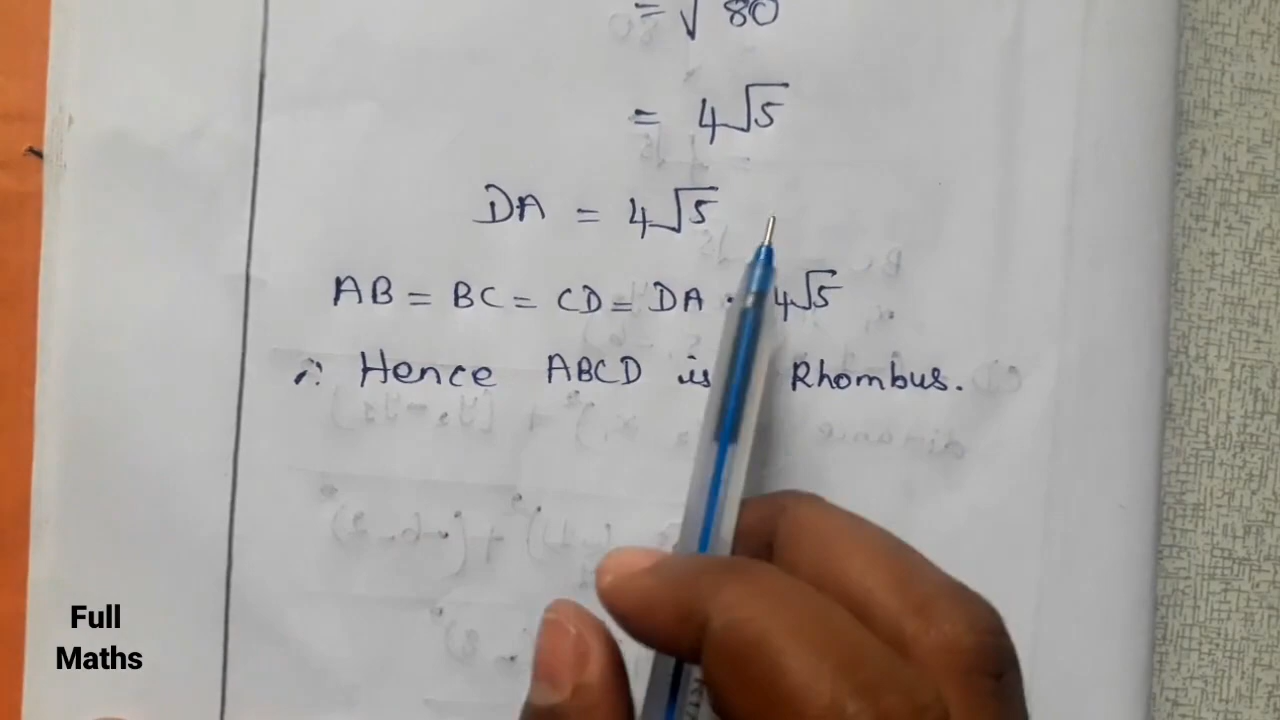 = √80
= 4√5
DA = 4√5
AB = BC = CD = DA = 4√5
∴ Hence ABCD is Rhombus.
Full
Maths